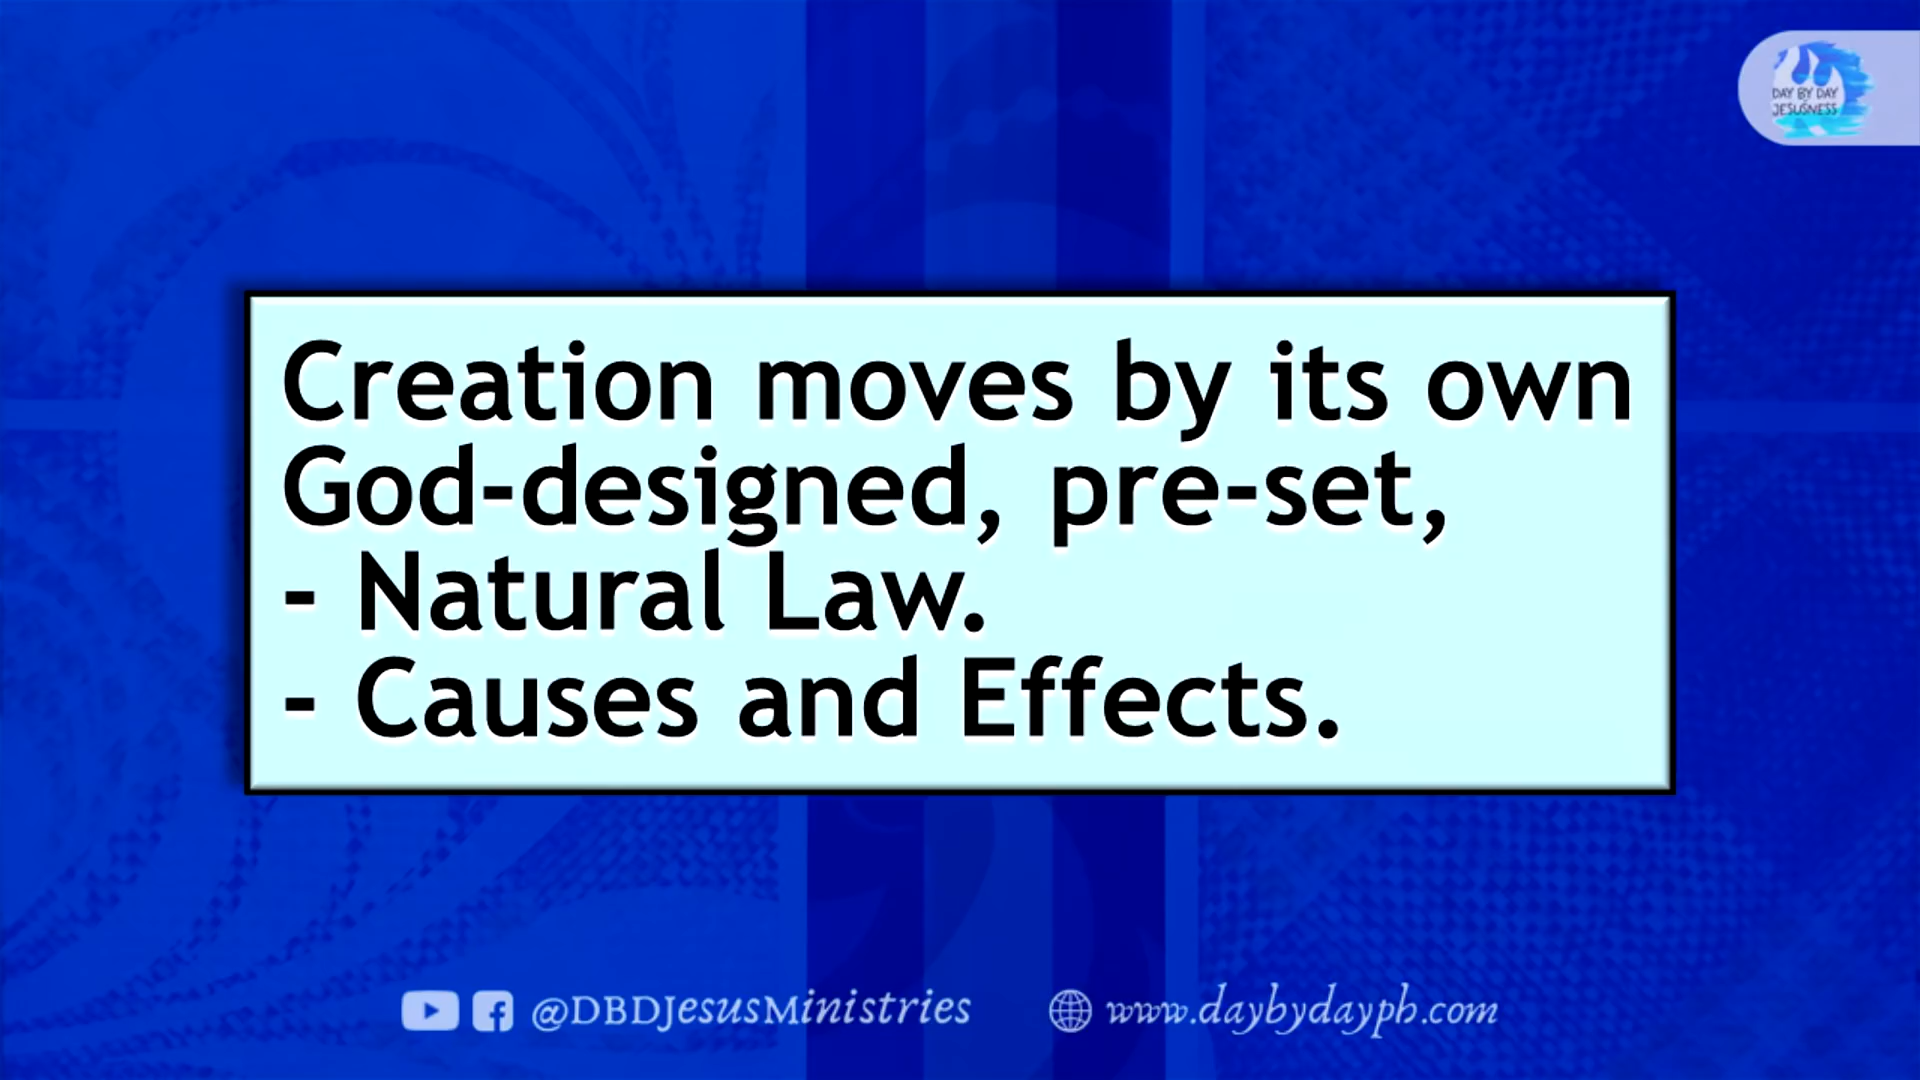 DAY BY DAY
JESUSNESS
Creation moves by its own
God-designed, pre-set,
- Natural Law.
- Causes and Effects.
@DBDJesusMinistries www.daybydayph.com